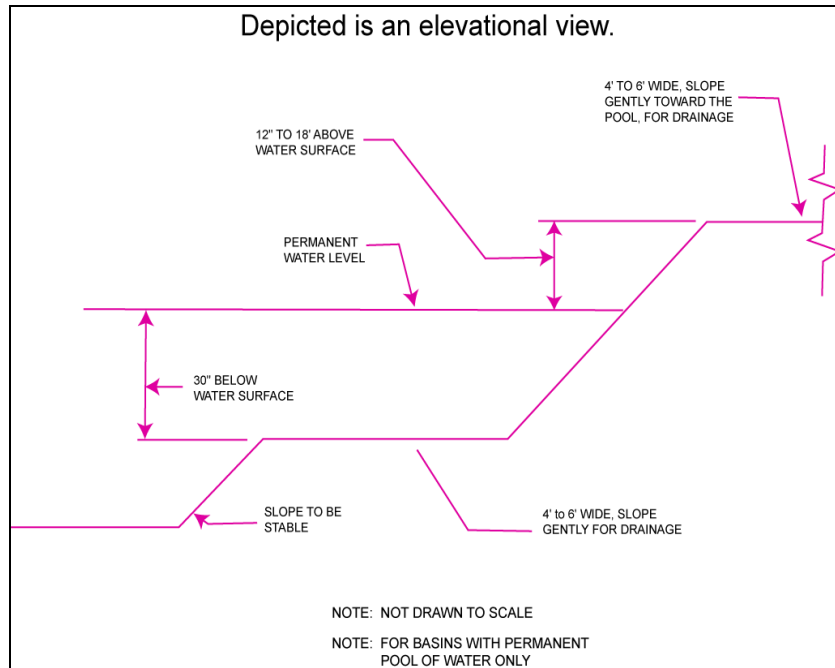 Depicted is an elevational view.
4' TO 6' WIDE, SLOPE
GENTLY TOWARD THE
POOL, FOR DRAINAGE
12" TO 18' ABOVE
WATER SURFACE
PERMANENT
WATER LEVEL
30" BELOW
WATER SURFACE
SLOPE TO BE
STABLE
4' to 6' WIDE, SLOPE
GENTLY FOR DRAINAGE
NOTE: NOT DRAWN TO SCALE
NOTE: FOR BASINS WITH PERMANENT
POOL OF WATER ONLY